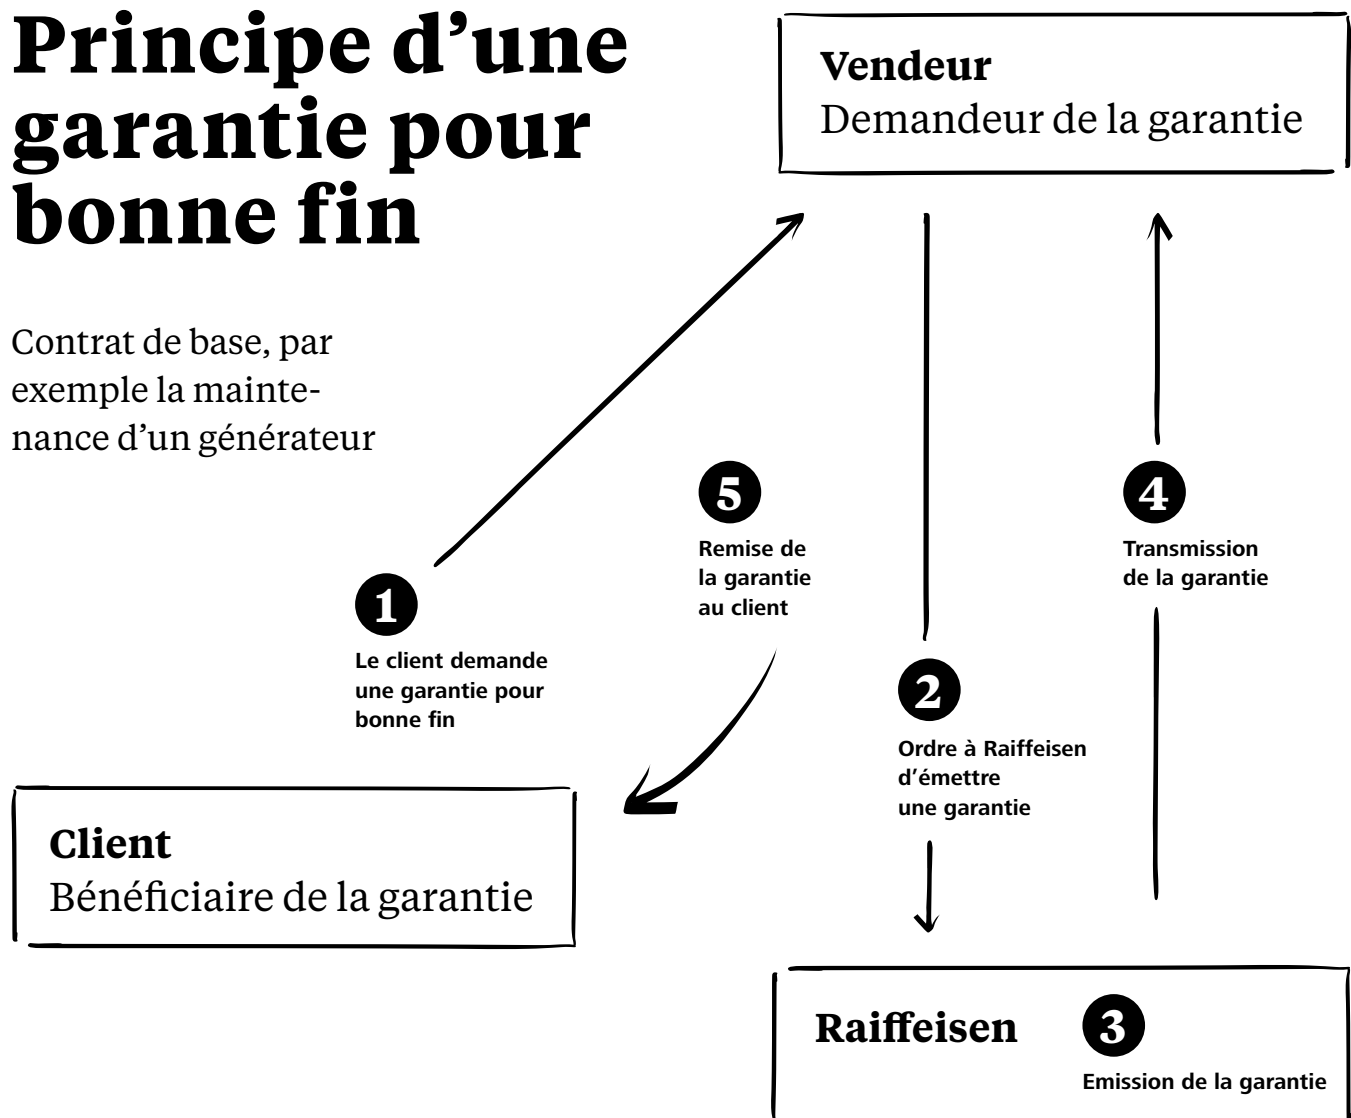 Principe d’une
garantie pour
bonne fin
Contrat de base, par
exemple la mainte-
nance d’un générateur
Vendeur
Demandeur de la garantie
1
Le client demande
une garantie pour
bonne fin
5
Remise de
la garantie
au client
2
Ordre à Raiffeisen
d’émettre
une garantie
4
Transmission
de la garantie
Client
Bénéficiaire de la garantie
Raiffeisen
3
Emission de la garantie